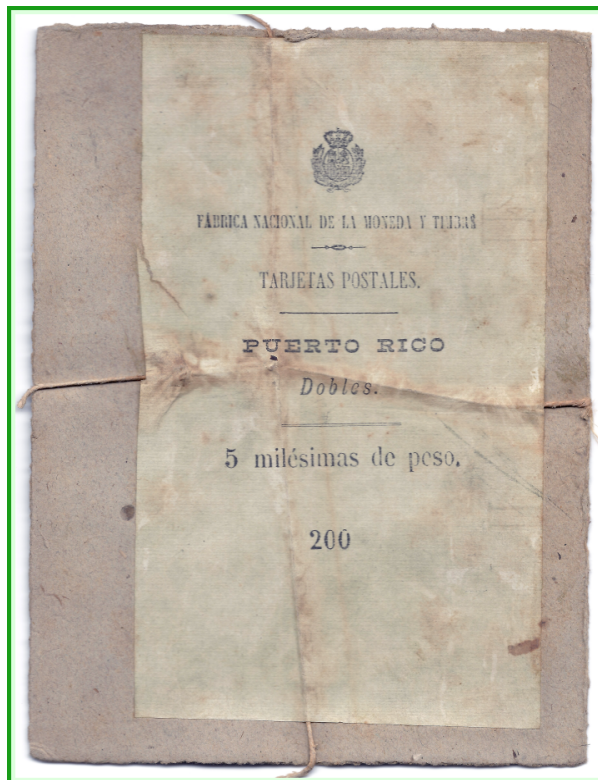 FÁBRICA NACIONAL DE LA MONEDA Y TIMBRE
TARJETAS POSTALES.
PUERTO RICO
Dobles.
5 milésimas de peso.
200